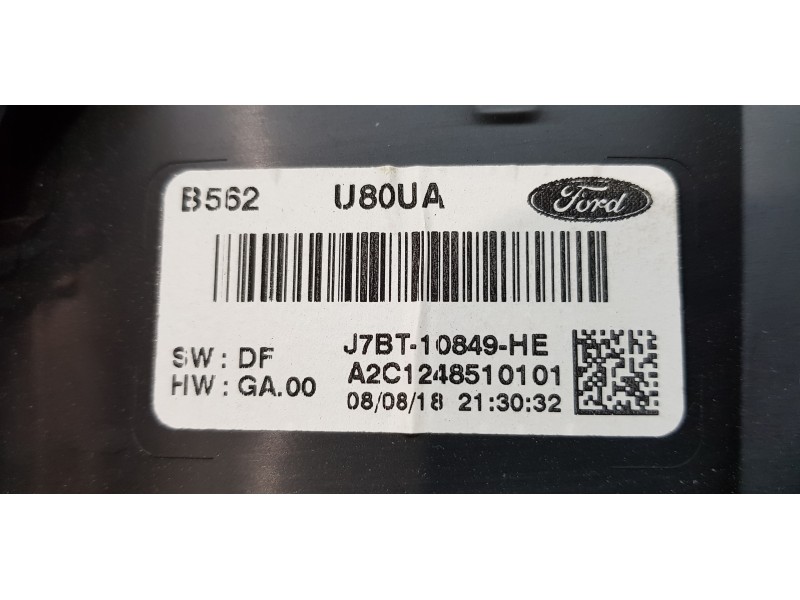 B562 U80UA Ford
J7BT-10849-HE
SW : DF
A2C1248510101
HW : GA.00
08/08/18 21:30:32